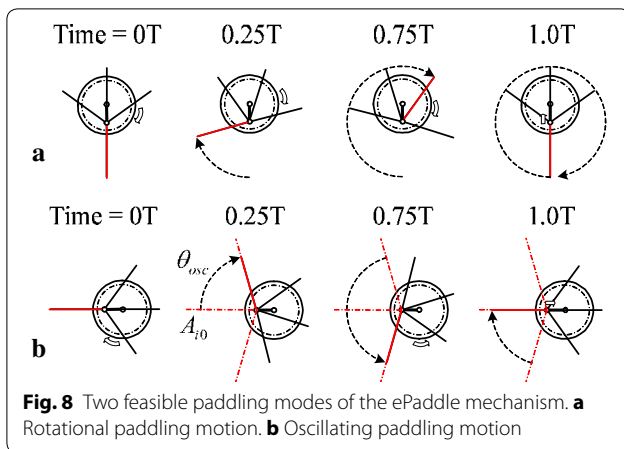 Time = 0T 0.25T 0.75T 1.0T
a
Time = 0T 0.25T 0.75T 1.0T
θosc
Ai0
b
Fig. 8 Two feasible paddling modes of the ePaddle mechanism. a
Rotational paddling motion. b Oscillating paddling motion